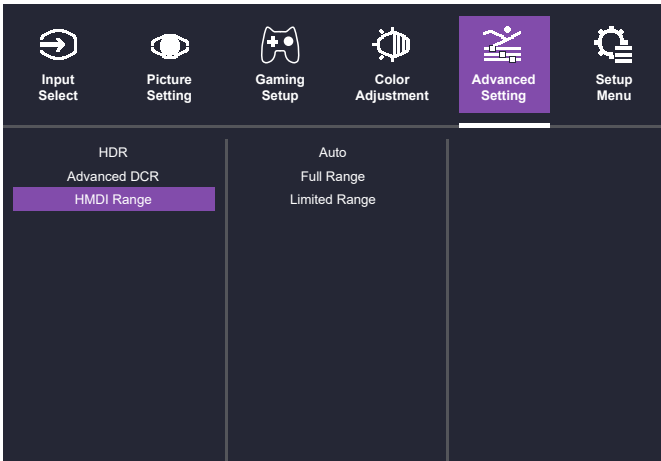 Input
Select
Picture
Setting
Gaming
Setup
Color
Adjustment
Advanced
Setting
Setup
Menu
HDR
Advanced DCR
HMDI Range
Auto
Full Range
Limited Range